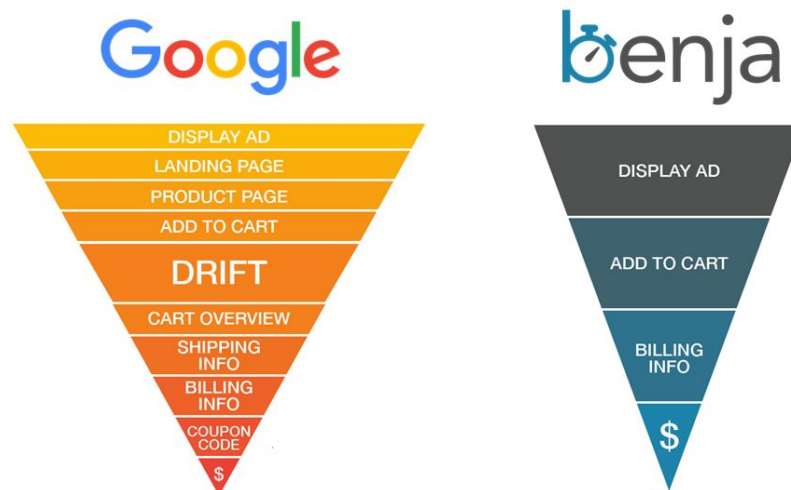 Google
DISPLAY AD
LANDING PAGE
PRODUCT PAGE
ADD TO CART
DRIFT
CART OVERVIEW
SHIPPING
INFO
BILLING
INFO
COUPON
CODE
$
benja
DISPLAY AD
ADD TO CART
BILLING
INFO
$